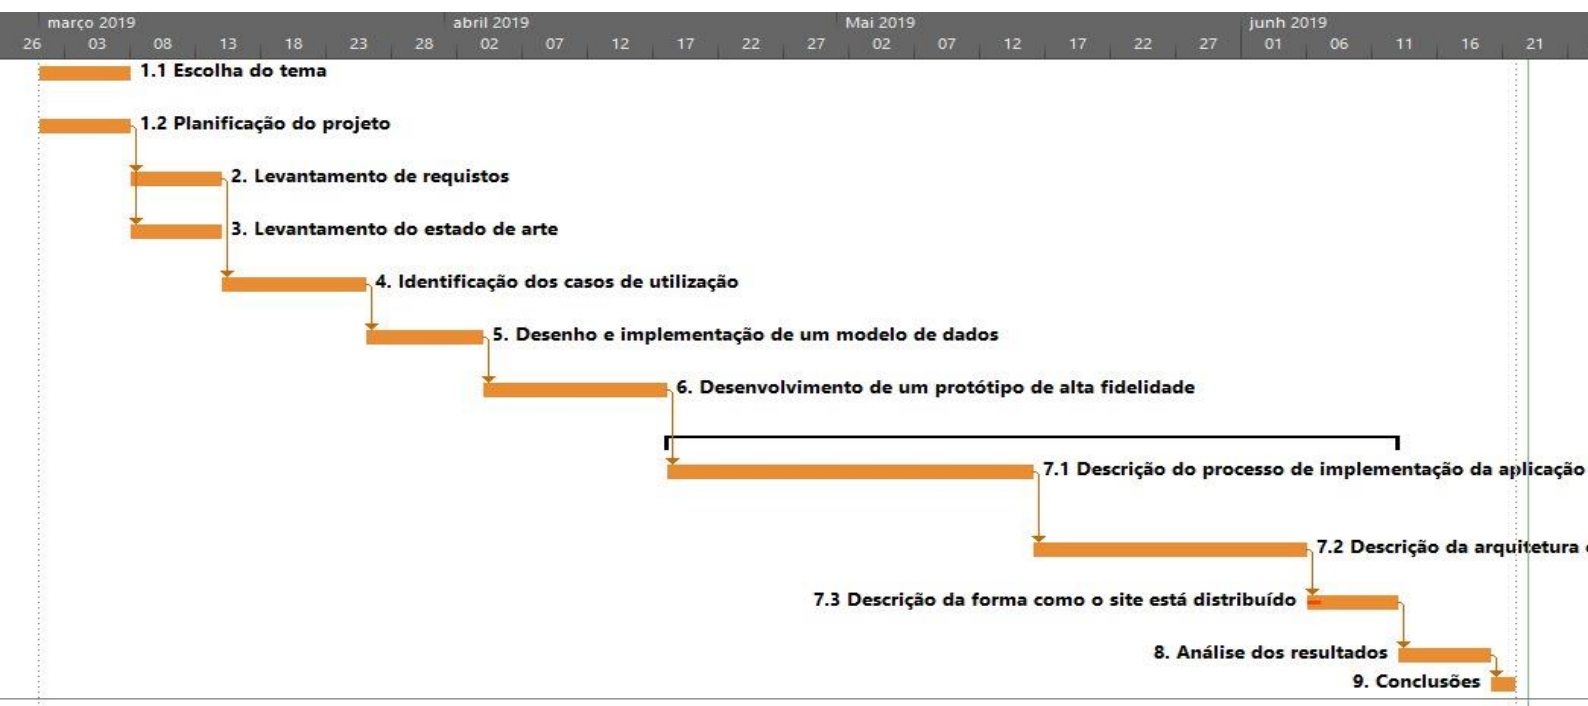 março 2019 abril 2019 Mai 2019 junh 2019
26 03 08 13 18 23 28 02 07 12 17 22 27 02 07 12 17 22 27 01 06 11 16 21
1.1 Escolha do tema
1.2 Planificação do projeto
2. Levantamento de requistos
3. Levantamento do estado de arte
4. Identificação dos casos de utilização
5. Desenho e implementação de um modelo de dados
6. Desenvolvimento de um protótipo de alta fidelidade
7.1 Descrição do processo de implementação da aplicação
7.2 Descrição da arquitetura
7.3 Descrição da forma como o site está distribuído
8. Análise dos resultados
9. Conclusões